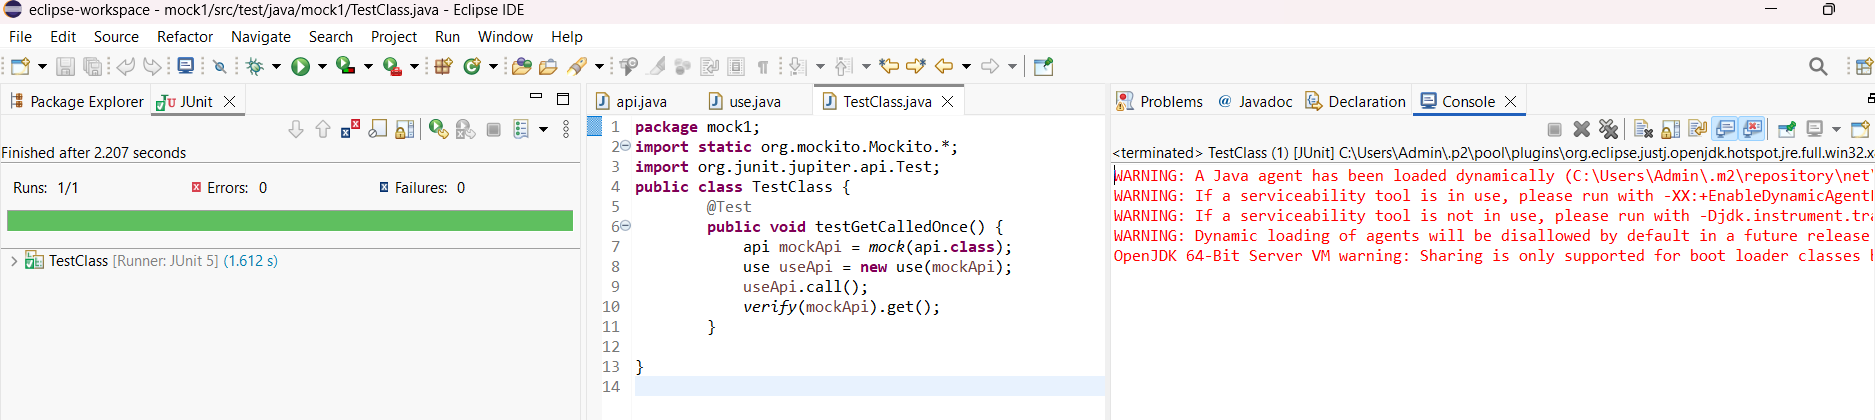 eclipse-workspace - mock1/src/test/java/mock1/TestClass.java - Eclipse IDE
File Edit Source Refactor Navigate Search Project Run Window Help
Package Explorer JUnit
Finished after 2.207 seconds
Runs: 1/1 Errors: 0 Failures: 0
TestClass [Runner: JUnit 5] (1.612 s)
api.java use.java TestClass.java
1 package mock1;
2 import static org.mockito.Mockito.*;
3 import org.junit.jupiter.api.Test;
4 public class TestClass {
5 @Test
6 public void testGetCalledOnce() {
7 api mockApi = mock(api.class);
8 use useApi = new use(mockApi);
9 useApi.call();
10 verify(mockApi).get();
11 }
12
13 }
14
Problems Javadoc Declaration Console
<terminated> TestClass (1) [JUnit] C:\Users\Admin\.p2\pool\plugins\org.eclipse.justj.openjdk.hotspot.jre.full.win32.x
WARNING: A Java agent has been loaded dynamically (C:\Users\Admin\.m2\repository\net\
WARNING: If a serviceability tool is in use, please run with -XX:+EnableDynamicAgent
WARNING: If a serviceability tool is not in use, please run with -Djdk.instrument.tra
WARNING: Dynamic loading of agents will be disallowed by default in a future release
OpenJDK 64-Bit Server VM warning: Sharing is only supported for boot loader classes